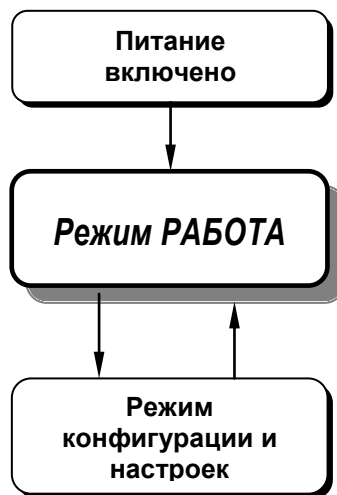 Питание
включено
Режим РАБОТА
Режим
конфигурации и
настроек